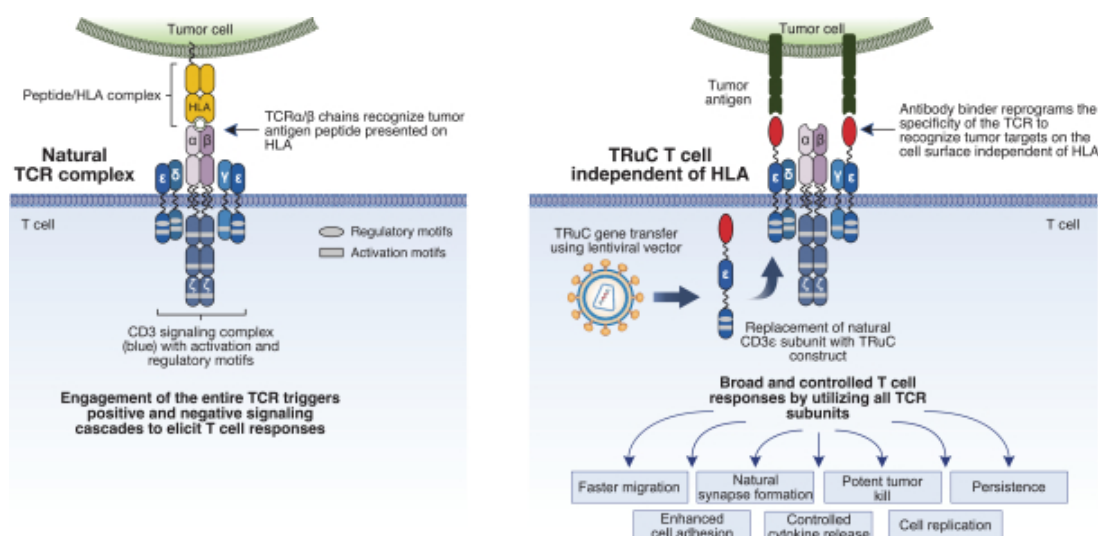 Tumor cell
Peptide/HLA complex
HLA
TCRα/β chains recognize tumor
antigen peptide presented on
HLA
α β
Natural
TCR complex
ε δ γ ε
T cell
Regulatory motifs
Activation motifs
ζ ζ
CD3 signaling complex
(blue) with activation and
regulatory motifs
Engagement of the entire TCR triggers
positive and negative signaling
cascades to elicit T cell responses
Tumor cell
Tumor
antigen
Antibody binder reprograms the
specificity of the TCR to
recognize tumor targets on the
cell surface independent of HLA
α β
TRuC T cell
independent of HLA
ε δ γ ε
T cell
TRuC gene transfer
using lentiviral vector
ε
ζ ζ
Replacement of natural
CD3ε subunit with TRuC
construct
Broad and controlled T cell
responses by utilizing all TCR
subunits
Faster migration
Natural
synapse formation
Potent tumor
kill
Persistence
Enhanced
cell adhesion
Controlled
cytokine release
Cell replication